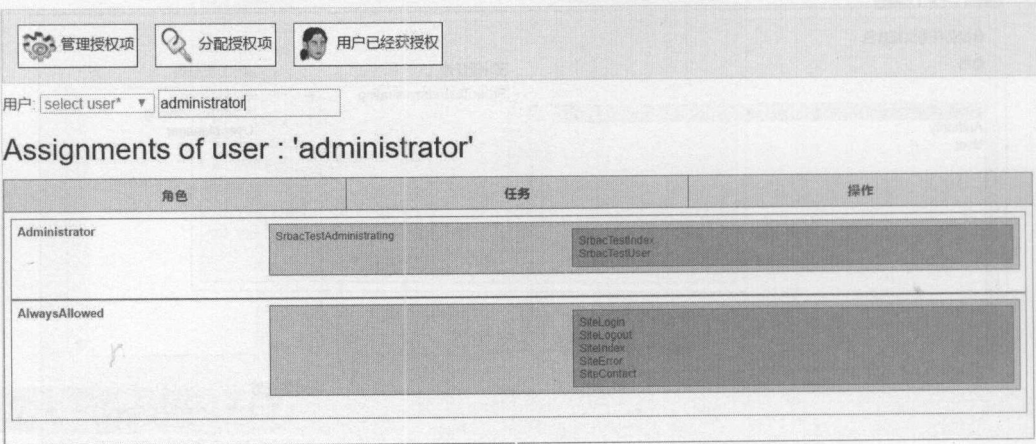 管理授权项 分配授权项 用户已经获授权
用户: select user* ▼ administrator
Assignments of user : 'administrator'
角色 任务 操作
Administrator SrbacTestAdministrating SrbacTestIndex
SrbacTestUser
AlwaysAllowed SiteLogin
SiteLogout
SiteIndex
SiteError
SiteContact